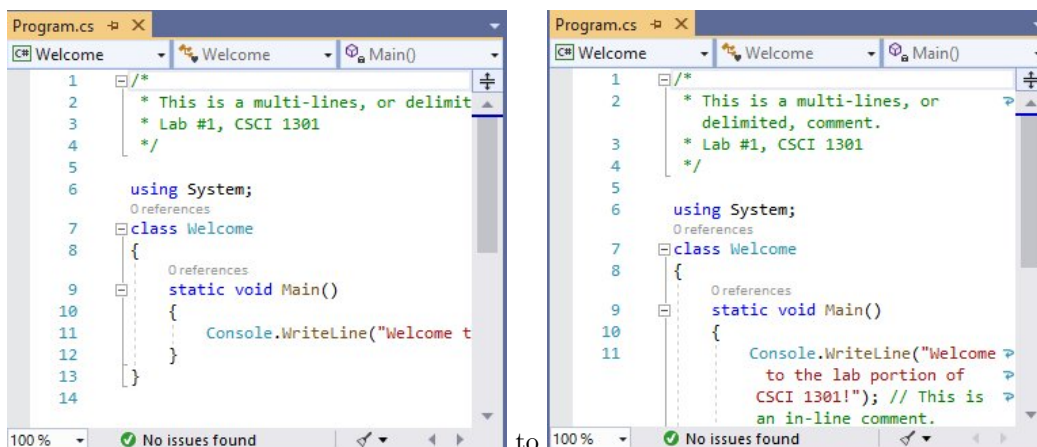 Program.cs
C# Welcome Welcome Main()
1 /*
2 * This is a multi-lines, or delimit
3 * Lab #1, CSCI 1301
4 */
5
6 using System;
0 references
7 class Welcome
8 {
0 references
9 static void Main()
10 {
11 Console.WriteLine("Welcome t
12 }
13 }
14
100 % No issues found
to
Program.cs
C# Welcome Welcome Main()
1 /*
2 * This is a multi-lines, or
delimited, comment.
3 * Lab #1, CSCI 1301
4 */
5
6 using System;
0 references
7 class Welcome
8 {
0 references
9 static void Main()
10 {
11 Console.WriteLine("Welcome
to the lab portion of
CSCI 1301!"); // This is
an in-line comment.
100 % No issues found